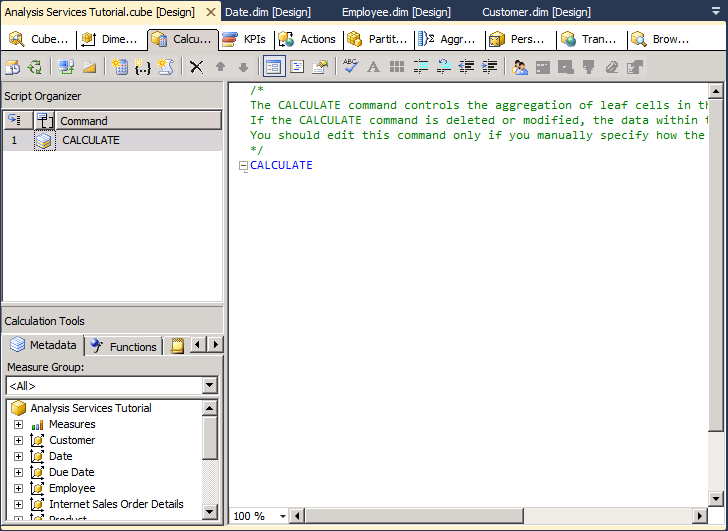 Analysis Services Tutorial.cube [Design] Date.dim [Design] Employee.dim [Design] Customer.dim [Design]
Cube... Dime... Calcu... KPIs Actions Partit... Aggr... Pers... Tran... Brow...
Script Organizer
Command
1 CALCULATE
/*
The CALCULATE command controls the aggregation of leaf cells in th
If the CALCULATE command is deleted or modified, the data within t
You should edit this command only if you manually specify how the
*/
CALCULATE
Calculation Tools
Metadata Functions
Measure Group:
<All>
Analysis Services Tutorial
Measures
Customer
Date
Due Date
Employee
Internet Sales Order Details
Product
100 %